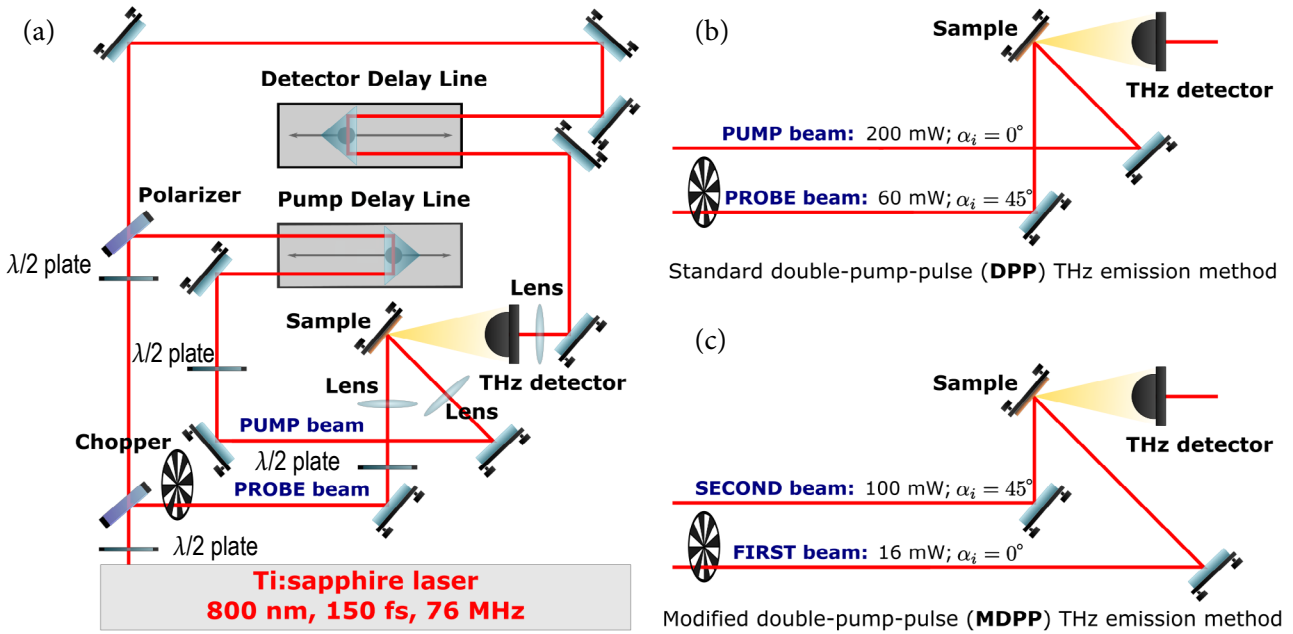 (a)
Detector Delay Line
Polarizer
Pump Delay Line
λ/2 plate
Sample
Lens
λ/2 plate
Lens
THz detector
Lens
PUMP beam
Chopper
λ/2 plate
PROBE beam
λ/2 plate
Ti:sapphire laser
800 nm, 150 fs, 76 MHz
(b)
Sample
THz detector
PUMP beam: 200 mW; αᵢ = 0°
PROBE beam: 60 mW; αᵢ = 45°
Standard double-pump-pulse (DPP) THz emission method
(c)
Sample
THz detector
SECOND beam: 100 mW; αᵢ = 45°
FIRST beam: 16 mW; αᵢ = 0°
Modified double-pump-pulse (MDPP) THz emission method